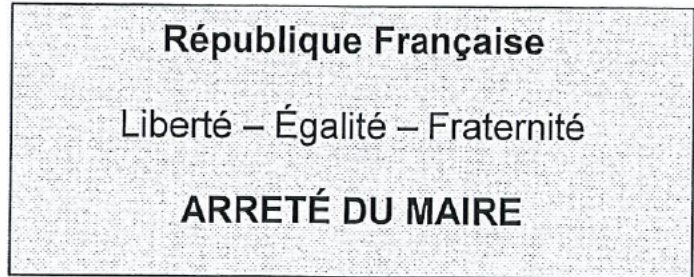 République Française
Liberté – Égalité – Fraternité
ARRETÉ DU MAIRE